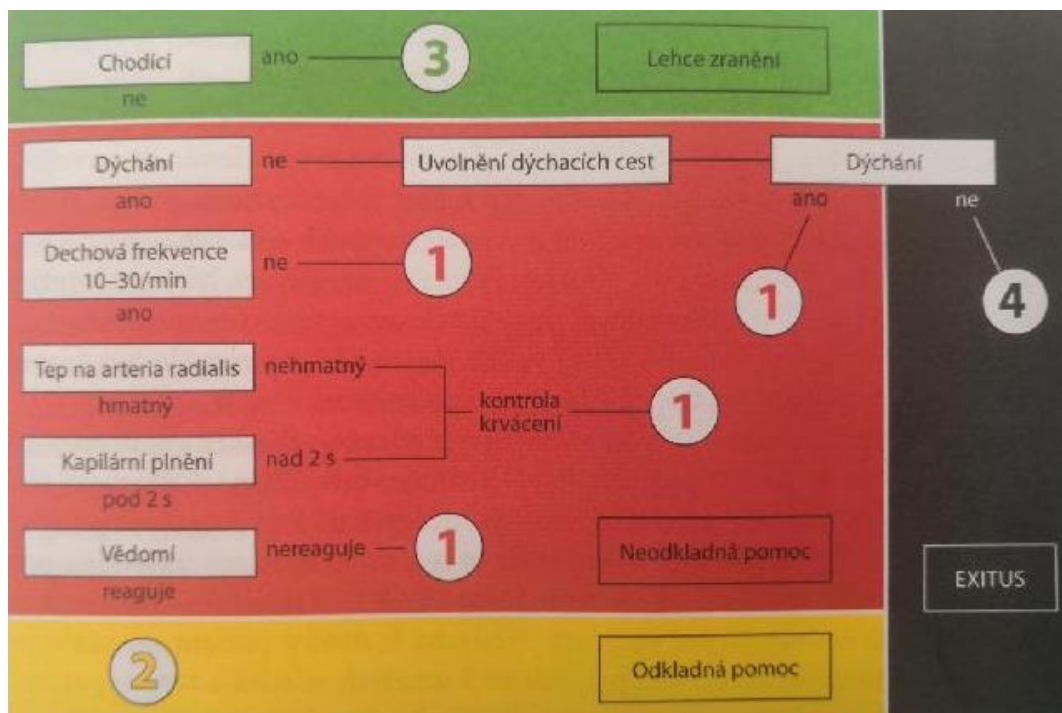 Chodící
ano
3
Lehce zranění
ne
Dýchání
ne
Uvolnění dýchacích cest
Dýchání
ano
ano
ne
Dechová frekvence
10–30/min
ne
1
1
4
ano
Tep na arteria radialis
nehmatný
hmatný
kontrola
krvácení
1
Kapilární plnění
nad 2 s
pod 2 s
Vědomí
nereaguje
1
Neodkladná pomoc
EXITUS
reaguje
2
Odkladná pomoc